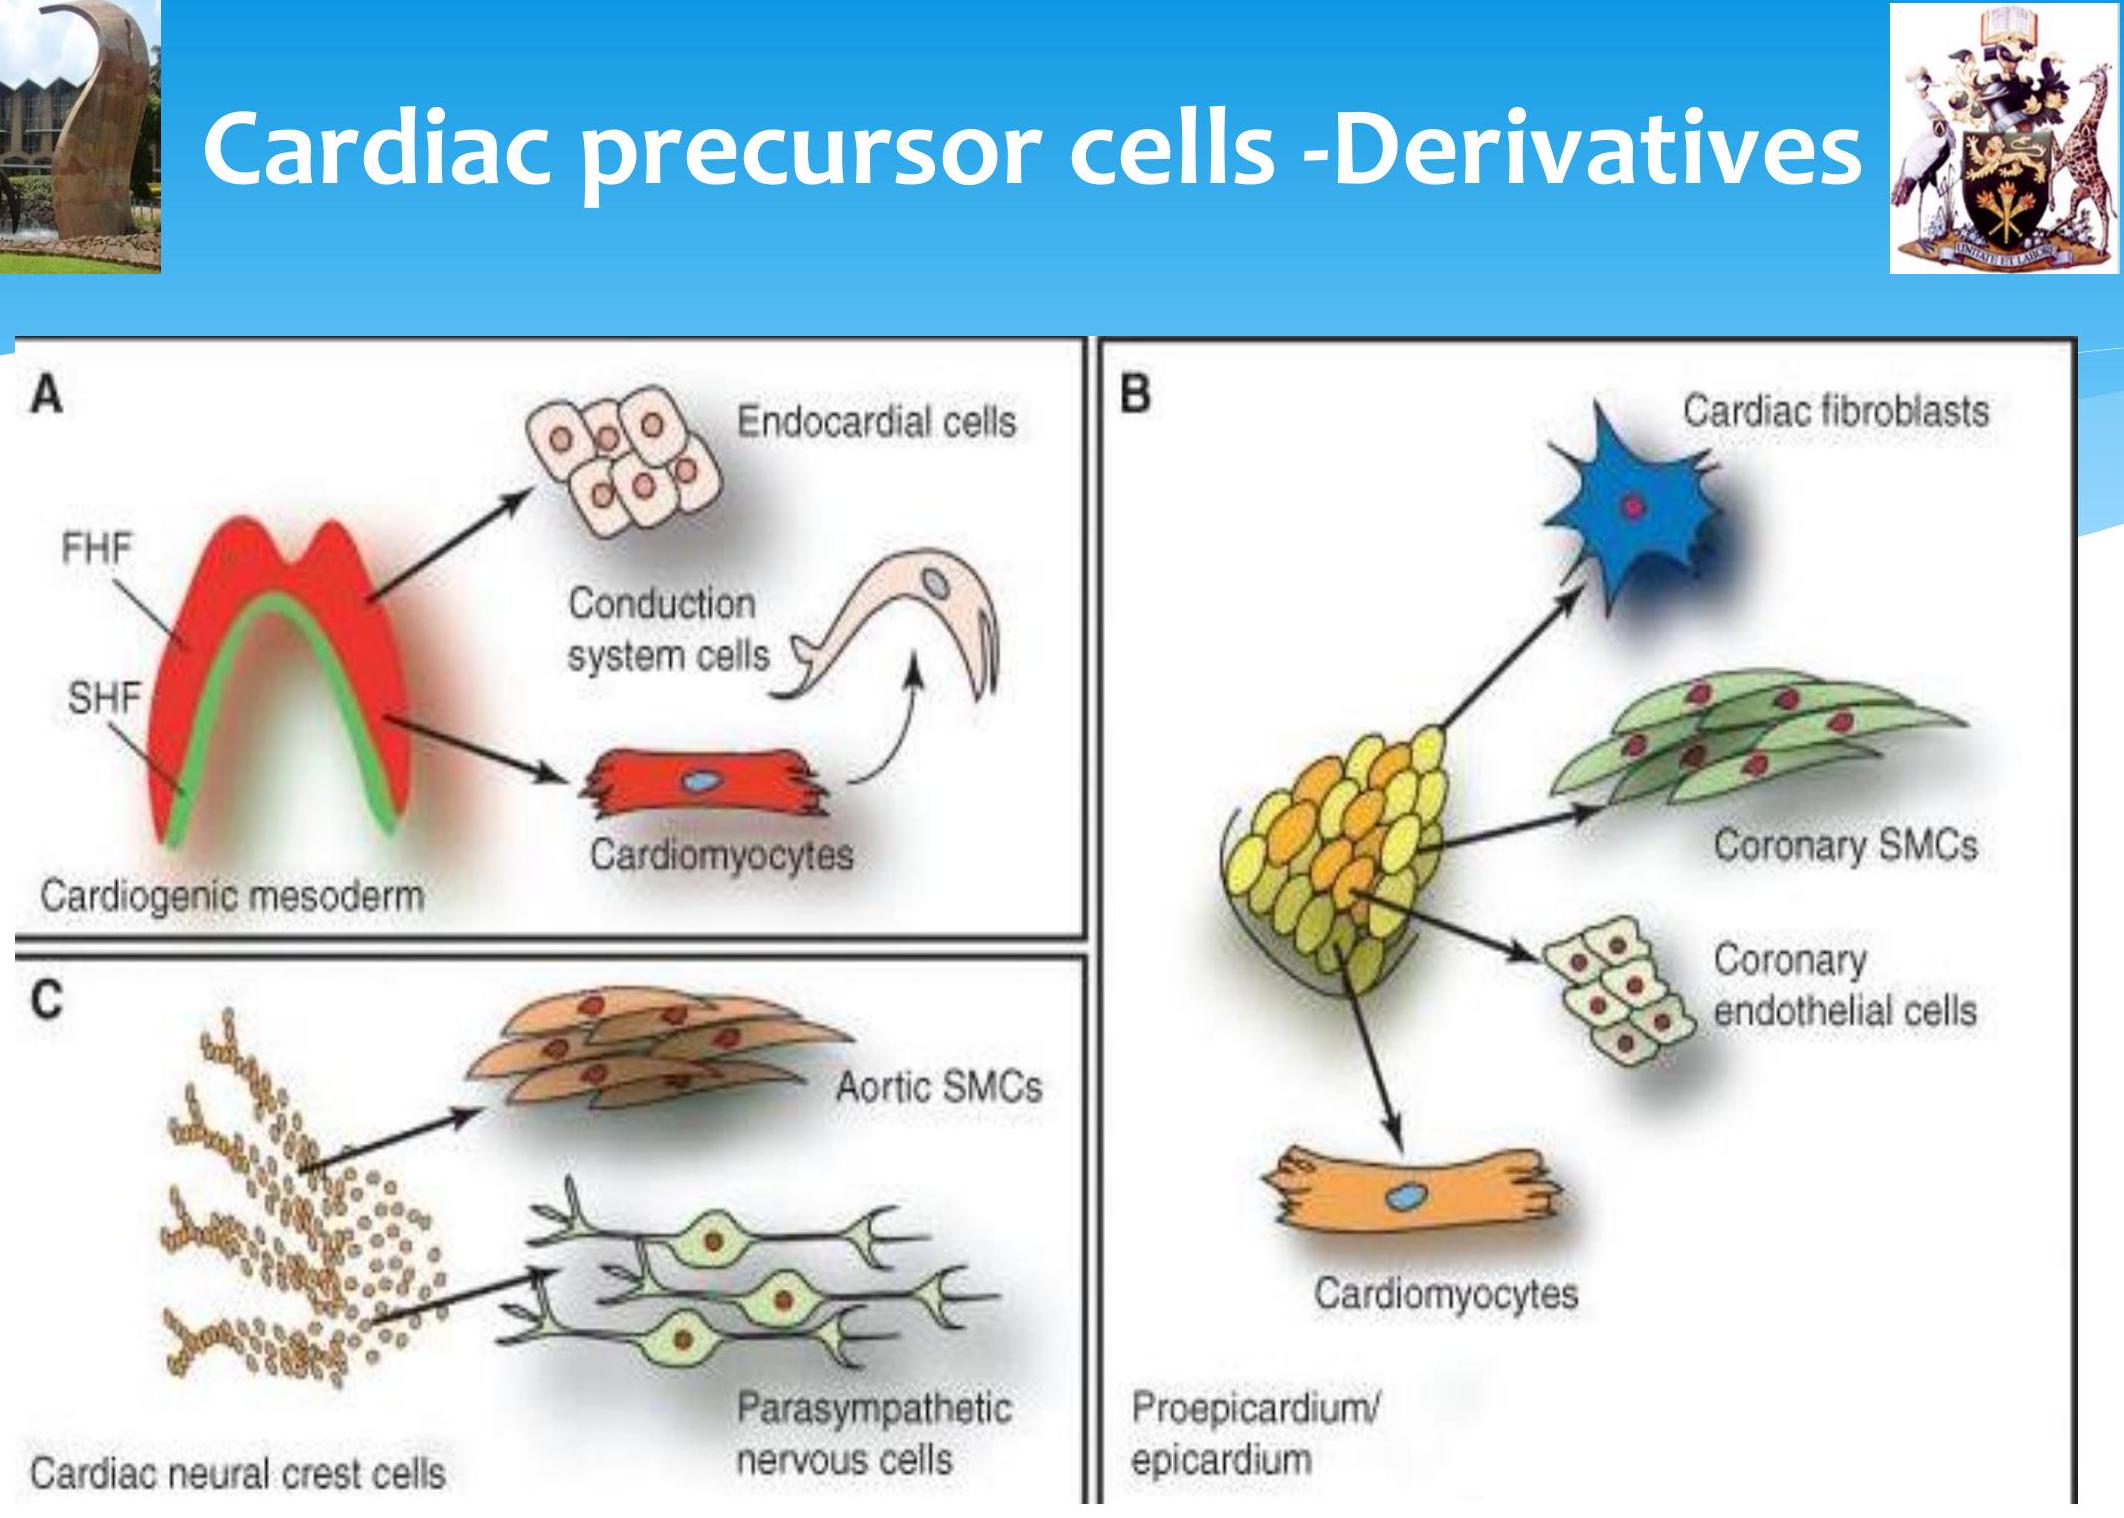 Cardiac precursor cells -Derivatives
A
Endocardial cells
FHF
Conduction
system cells
SHF
Cardiomyocytes
Cardiogenic mesoderm
B
Cardiac fibroblasts
Coronary SMCs
Coronary
endothelial cells
Cardiomyocytes
Proepicardium/
epicardium
C
Aortic SMCs
Parasympathetic
nervous cells
Cardiac neural crest cells
UNITATE ET LABORE